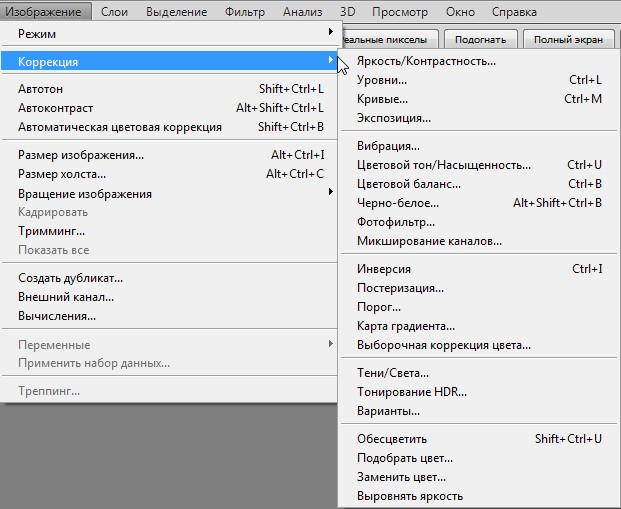 Изображение Слои Выделение Фильтр Анализ 3D Просмотр Окно Справка
Реальные пикселы Подогнать Полный экран
Режим
Коррекция
Автотон Shift+Ctrl+L
Автоконтраст Alt+Shift+Ctrl+L
Автоматическая цветовая коррекция Shift+Ctrl+B
Размер изображения... Alt+Ctrl+I
Размер холста... Alt+Ctrl+C
Вращение изображения
Кадрировать
Тримминг...
Показать все
Создать дубликат...
Внешний канал...
Вычисления...
Переменные
Применить набор данных...
Треппинг...
Яркость/Контрастность...
Уровни... Ctrl+L
Кривые... Ctrl+M
Экспозиция...
Вибрация...
Цветовой тон/Насыщенность... Ctrl+U
Цветовой баланс... Ctrl+B
Черно-белое... Alt+Shift+Ctrl+B
Фотофильтр...
Микширование каналов...
Инверсия Ctrl+I
Постеризация...
Порог...
Карта градиента...
Выборочная коррекция цвета...
Тени/Света...
Тонирование HDR...
Варианты...
Обесцветить Shift+Ctrl+U
Подобрать цвет...
Заменить цвет...
Выровнять яркость